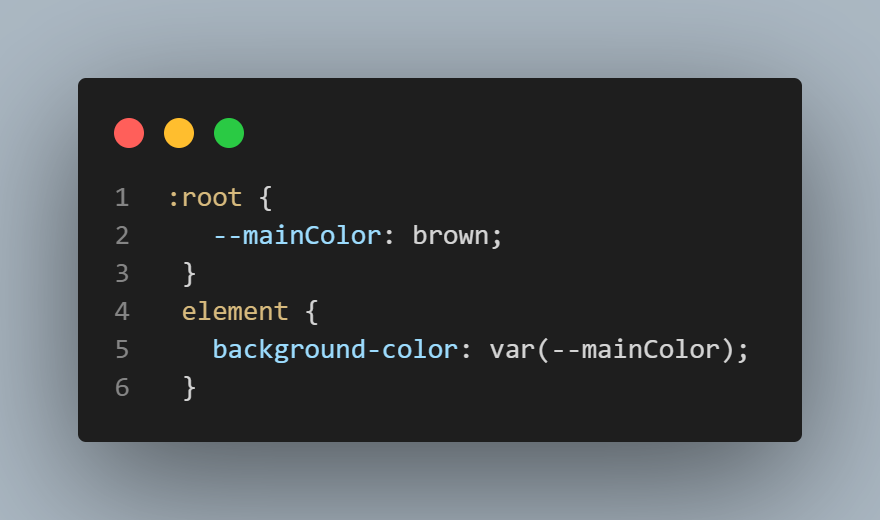 1 :root {
2 --mainColor: brown;
3 }
4 element {
5 background-color: var(--mainColor);
6 }